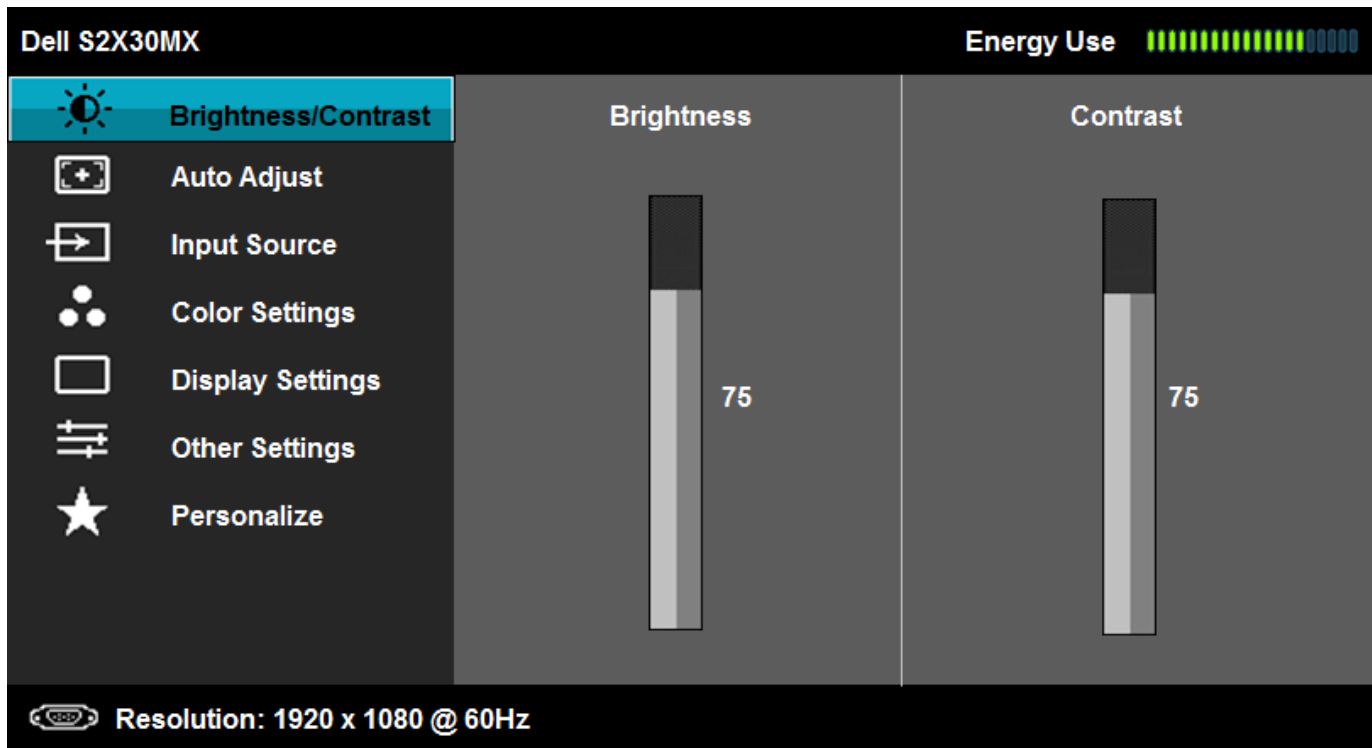 Dell S2X30MX
Energy Use
Brightness/Contrast
Auto Adjust
Input Source
Color Settings
Display Settings
Other Settings
Personalize
Brightness
75
Contrast
75
Resolution: 1920 x 1080 @ 60Hz